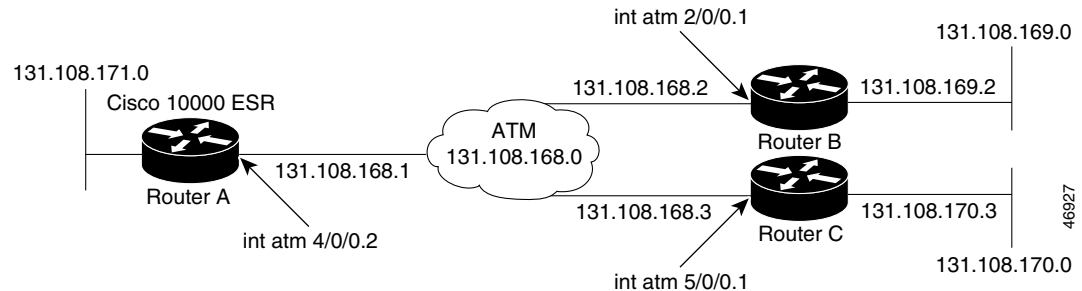 int atm 2/0/0.1
131.108.169.0
131.108.171.0
Cisco 10000 ESR
131.108.168.2
131.108.169.2
ATM
131.108.168.0
Router B
131.108.168.1
Router A
131.108.168.3
131.108.170.3
Router C
int atm 4/0/0.2
int atm 5/0/0.1
131.108.170.0
46927